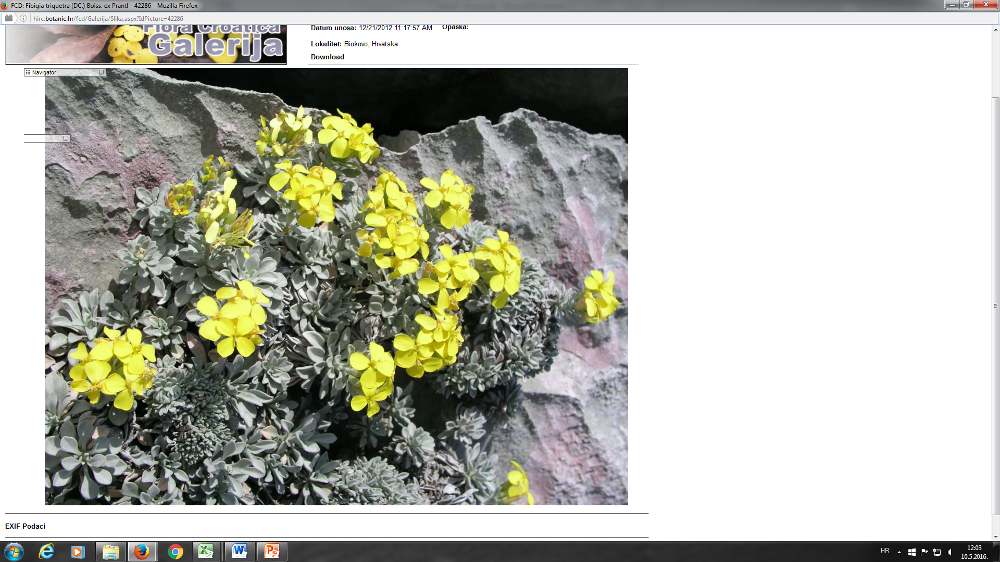 FCD: Fibigia triquetra (DC.) Boiss. ex Prantl - 42286 - Mozilla Firefox
hirc.botanic.hr/fcd/Galerija/Slika.aspx?IdPicture=42286
Flora Croatica
Galerija
Datum unosa: 12/21/2012 11:17:57 AM Opaska:
Lokalitet: Biokovo, Hrvatska
Download
Navigator
EXIF Podaci
HR
12:03
10.5.2016.